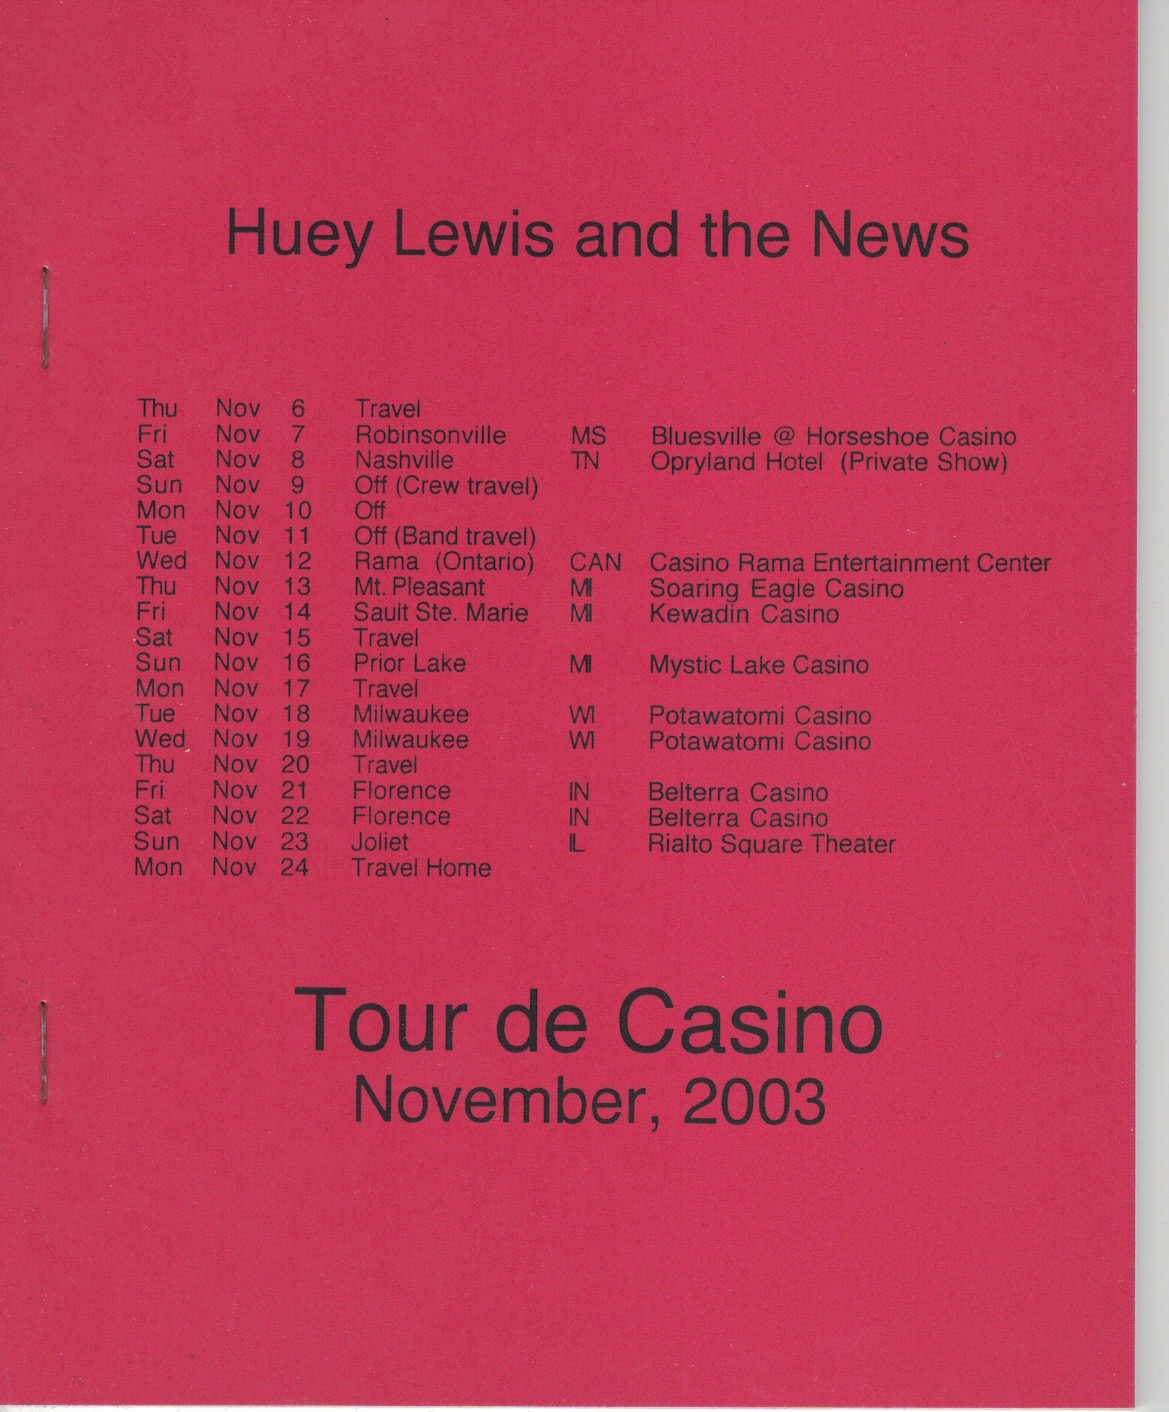 Huey Lewis and the News
Thu Nov 6 Travel
Fri Nov 7 Robinsonville MS Bluesville @ Horseshoe Casino
Sat Nov 8 Nashville TN Opryland Hotel (Private Show)
Sun Nov 9 Off (Crew travel)
Mon Nov 10 Off
Tue Nov 11 Off (Band travel)
Wed Nov 12 Rama (Ontario) CAN Casino Rama Entertainment Center
Thu Nov 13 Mt. Pleasant MI Soaring Eagle Casino
Fri Nov 14 Sault Ste. Marie MI Kewadin Casino
Sat Nov 15 Travel
Sun Nov 16 Prior Lake MI Mystic Lake Casino
Mon Nov 17 Travel
Tue Nov 18 Milwaukee WI Potawatomi Casino
Wed Nov 19 Milwaukee WI Potawatomi Casino
Thu Nov 20 Travel
Fri Nov 21 Florence IN Belterra Casino
Sat Nov 22 Florence IN Belterra Casino
Sun Nov 23 Joliet IL Rialto Square Theater
Mon Nov 24 Travel Home
Tour de Casino
November, 2003